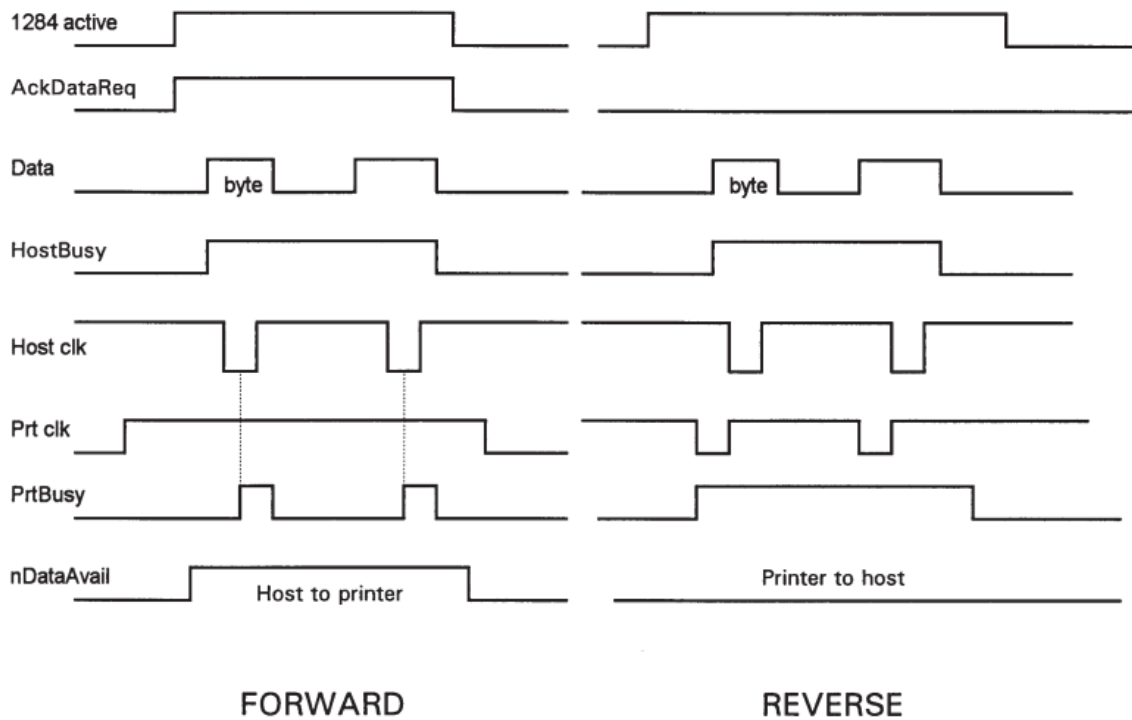 1284 active
AckDataReq
Data
byte
byte
HostBusy
Host clk
Prt clk
PrtBusy
nDataAvail
Host to printer
Printer to host
FORWARD
REVERSE